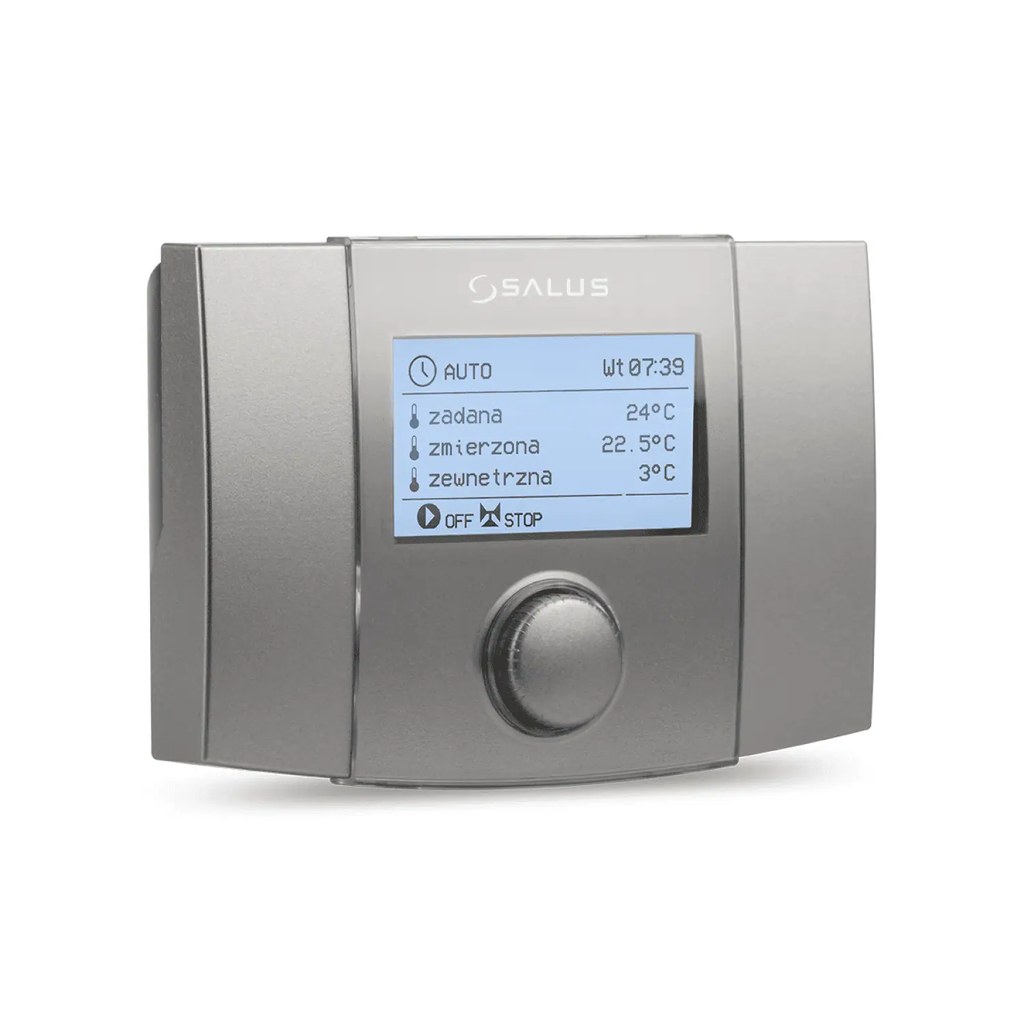 SALUS
AUTO Wt 07:39
zadana 24°C
zmierzona 22.5°C
zewnetrzna 3°C
OFF STOP